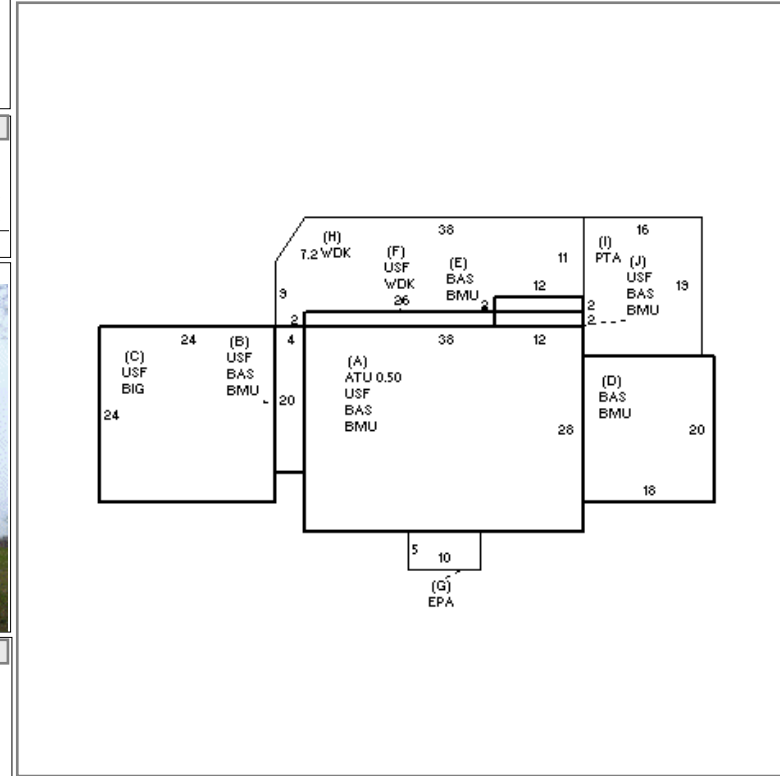 38
16
(H)
7.2 WDK
(F)
USF
WDK
26
(E)
BAS
BMU
11
(I)
PTA
(J)
USF
BAS
BMU
19
12
9
2
2
2
2
24
(B)
USF
BAS
BMU
4
38
12
(C)
USF
BIG
(A)
ATU 0.50
USF
BAS
BMU
(D)
BAS
BMU
24
20
28
20
18
5
10
(G)
EPA